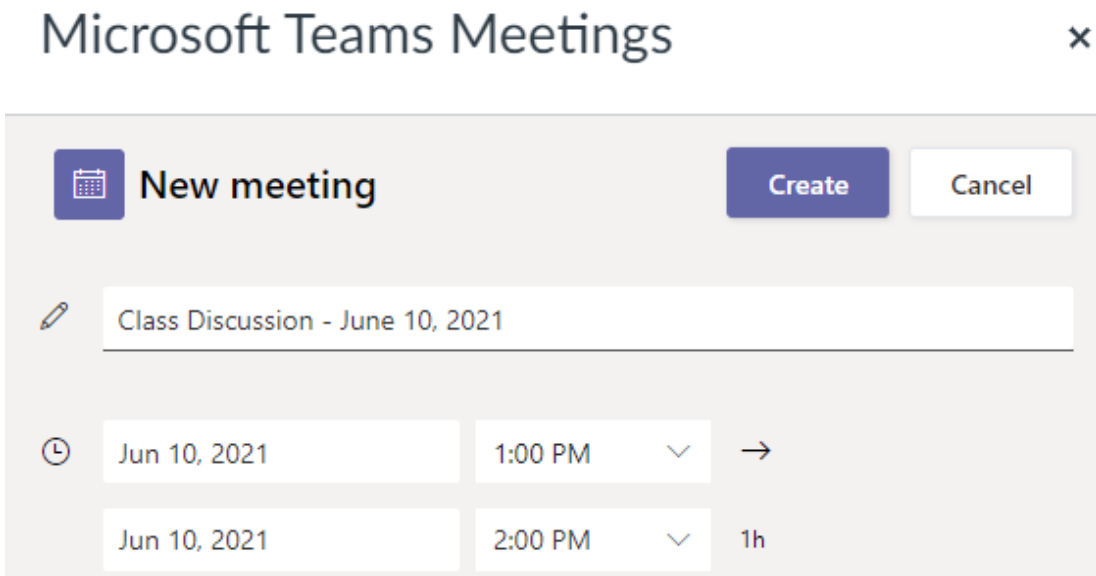 Microsoft Teams Meetings
New meeting
Create
Cancel
Class Discussion - June 10, 2021
Jun 10, 2021 1:00 PM
Jun 10, 2021 2:00 PM 1h